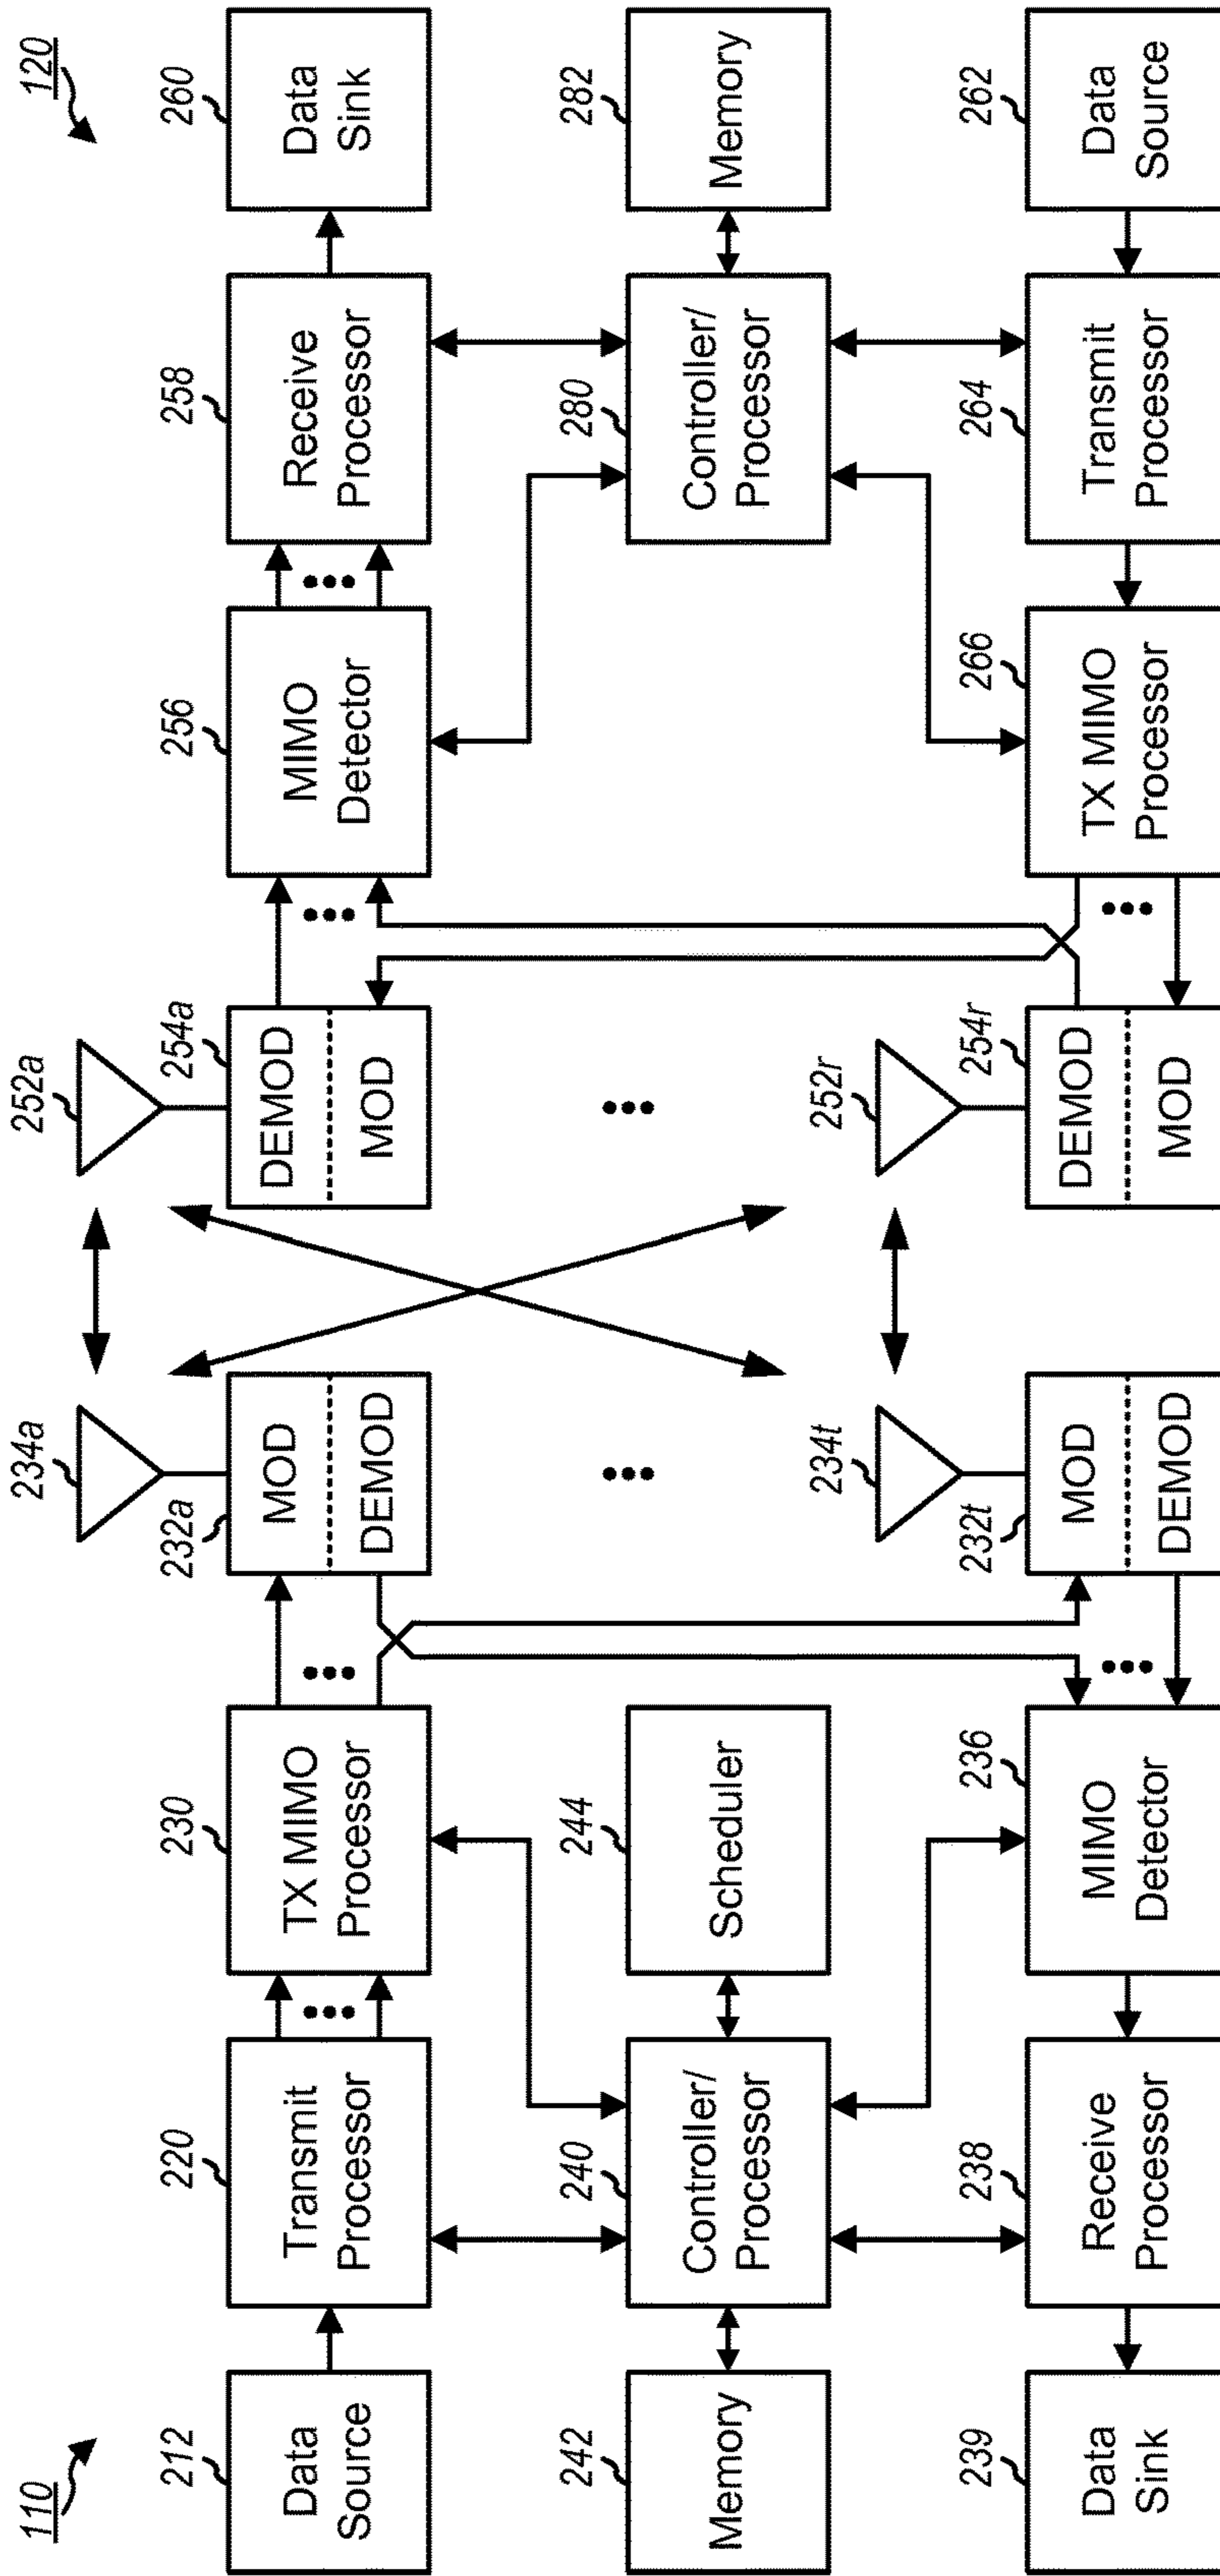 110
120
234a
252a
212
220
230
232a
254a
256
258
260
Data
Source
Transmit
Processor
TX MIMO
Processor
MOD
DEMOD
DEMOD
MOD
MIMO
Detector
Receive
Processor
Data
Sink
242
240
244
280
282
Memory
Controller/
Processor
Scheduler
Controller/
Processor
Memory
234t
252r
239
238
236
232t
254r
266
264
262
Data
Sink
Receive
Processor
MIMO
Detector
MOD
DEMOD
DEMOD
MOD
TX MIMO
Processor
Transmit
Processor
Data
Source